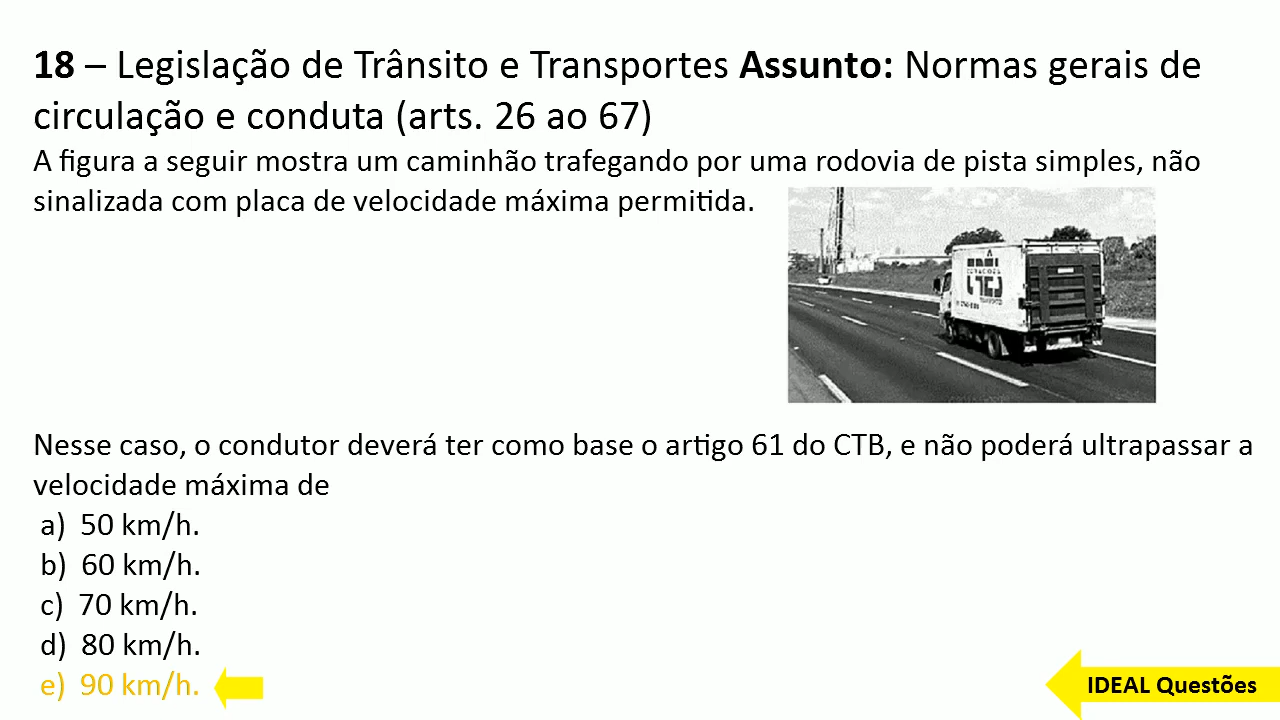 18 – Legislação de Trânsito e Transportes Assunto: Normas gerais de
circulação e conduta (arts. 26 ao 67)
A figura a seguir mostra um caminhão trafegando por uma rodovia de pista simples, não
sinalizada com placa de velocidade máxima permitida.
Nesse caso, o condutor deverá ter como base o artigo 61 do CTB, e não poderá ultrapassar a
velocidade máxima de
a) 50 km/h.
b) 60 km/h.
c) 70 km/h.
d) 80 km/h.
e) 90 km/h.
IDEAL Questões